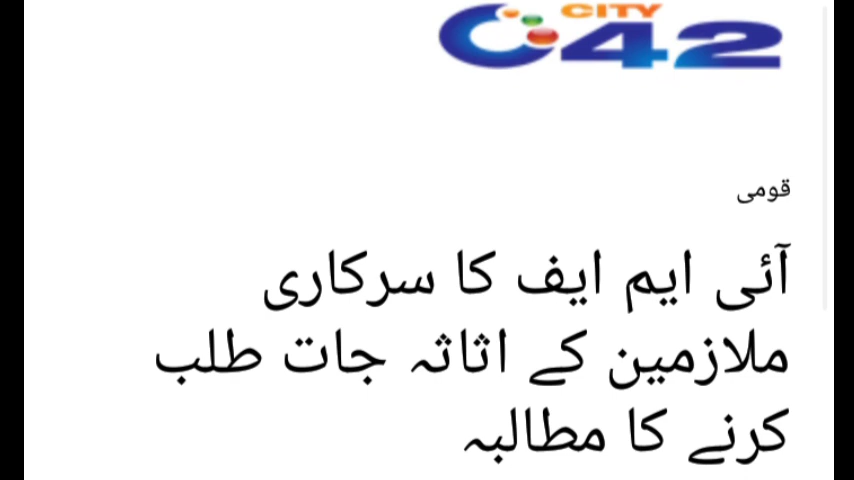 CITY
42
قومی
آئی ایم ایف کا سرکاری
ملازمین کے اثاثہ جات طلب
کرنے کا مطالبہ